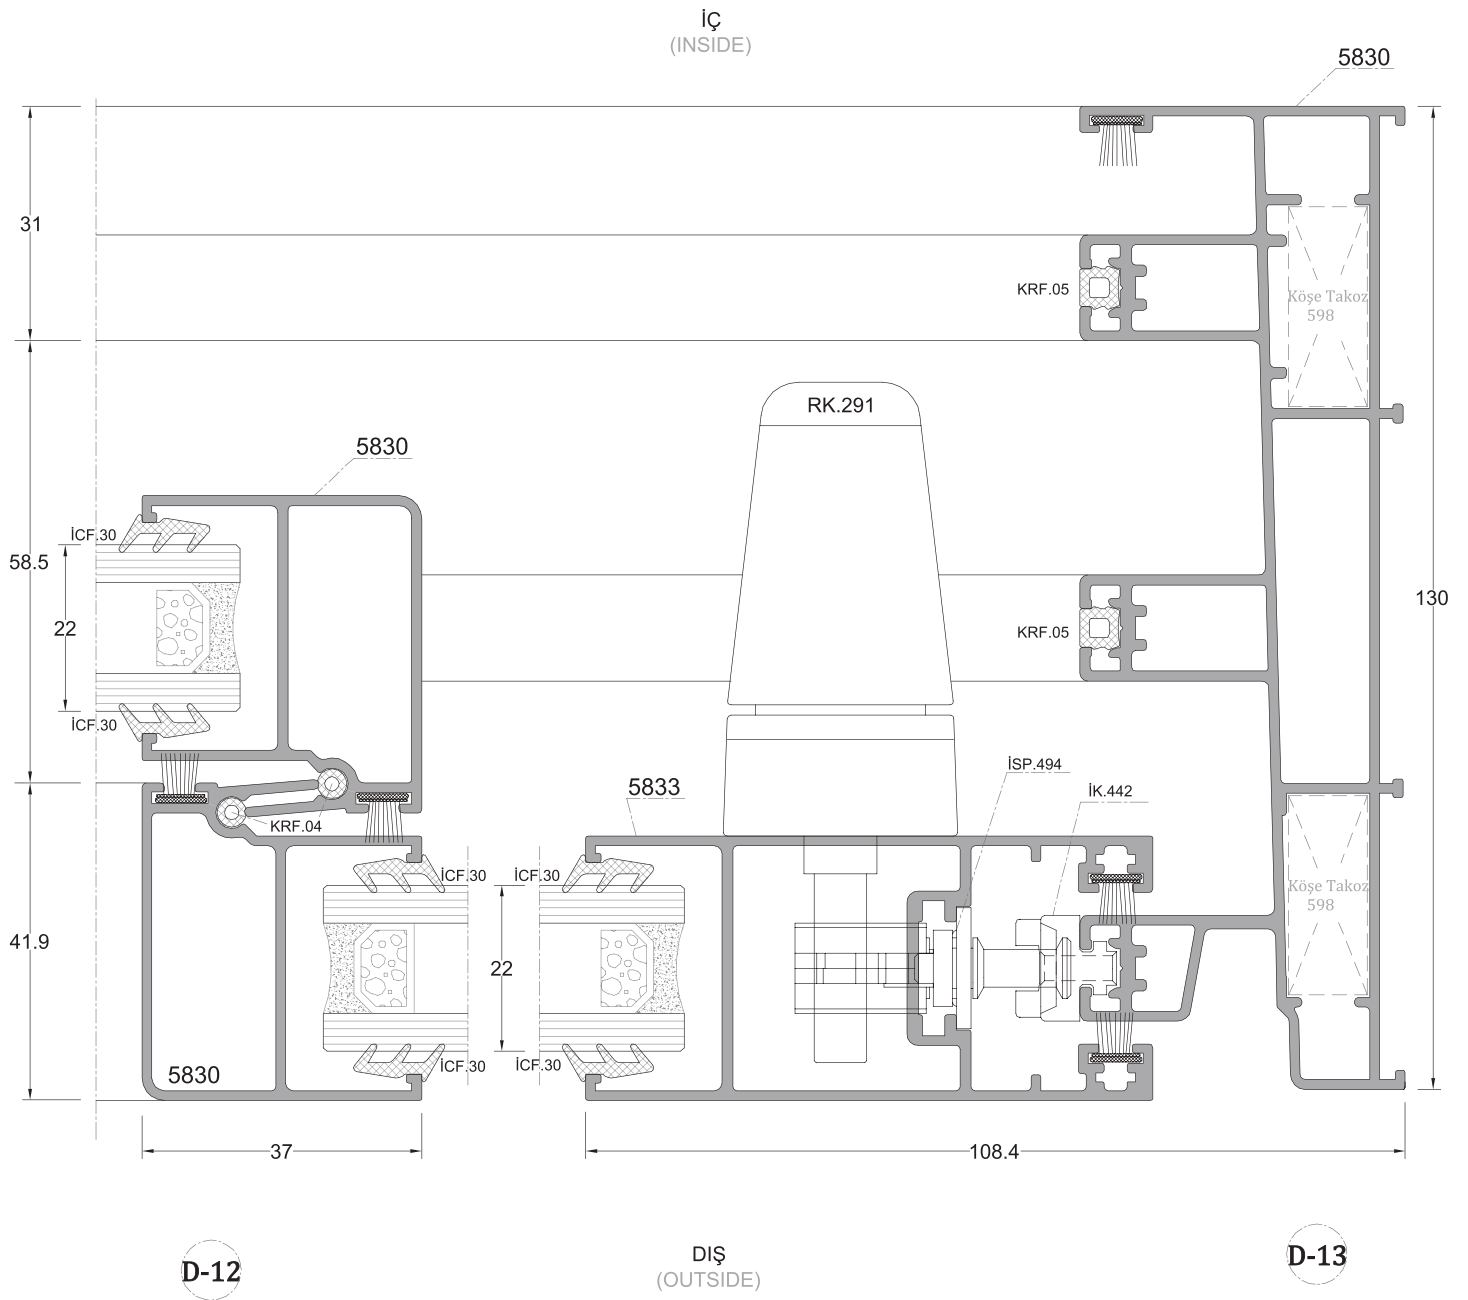 İÇ
(INSIDE)
5830
31
KRF.05
Köşe Takoz
598
RK.291
5830
İCF.30
58.5
22
KRF.05
130
İCF.30
İSP.494
5833
İK.442
KRF.04
İCF.30
İCF.30
Köşe Takoz
598
41.9
22
İCF.30
İCF.30
5830
37
108.4
D-12
DIŞ
(OUTSIDE)
D-13